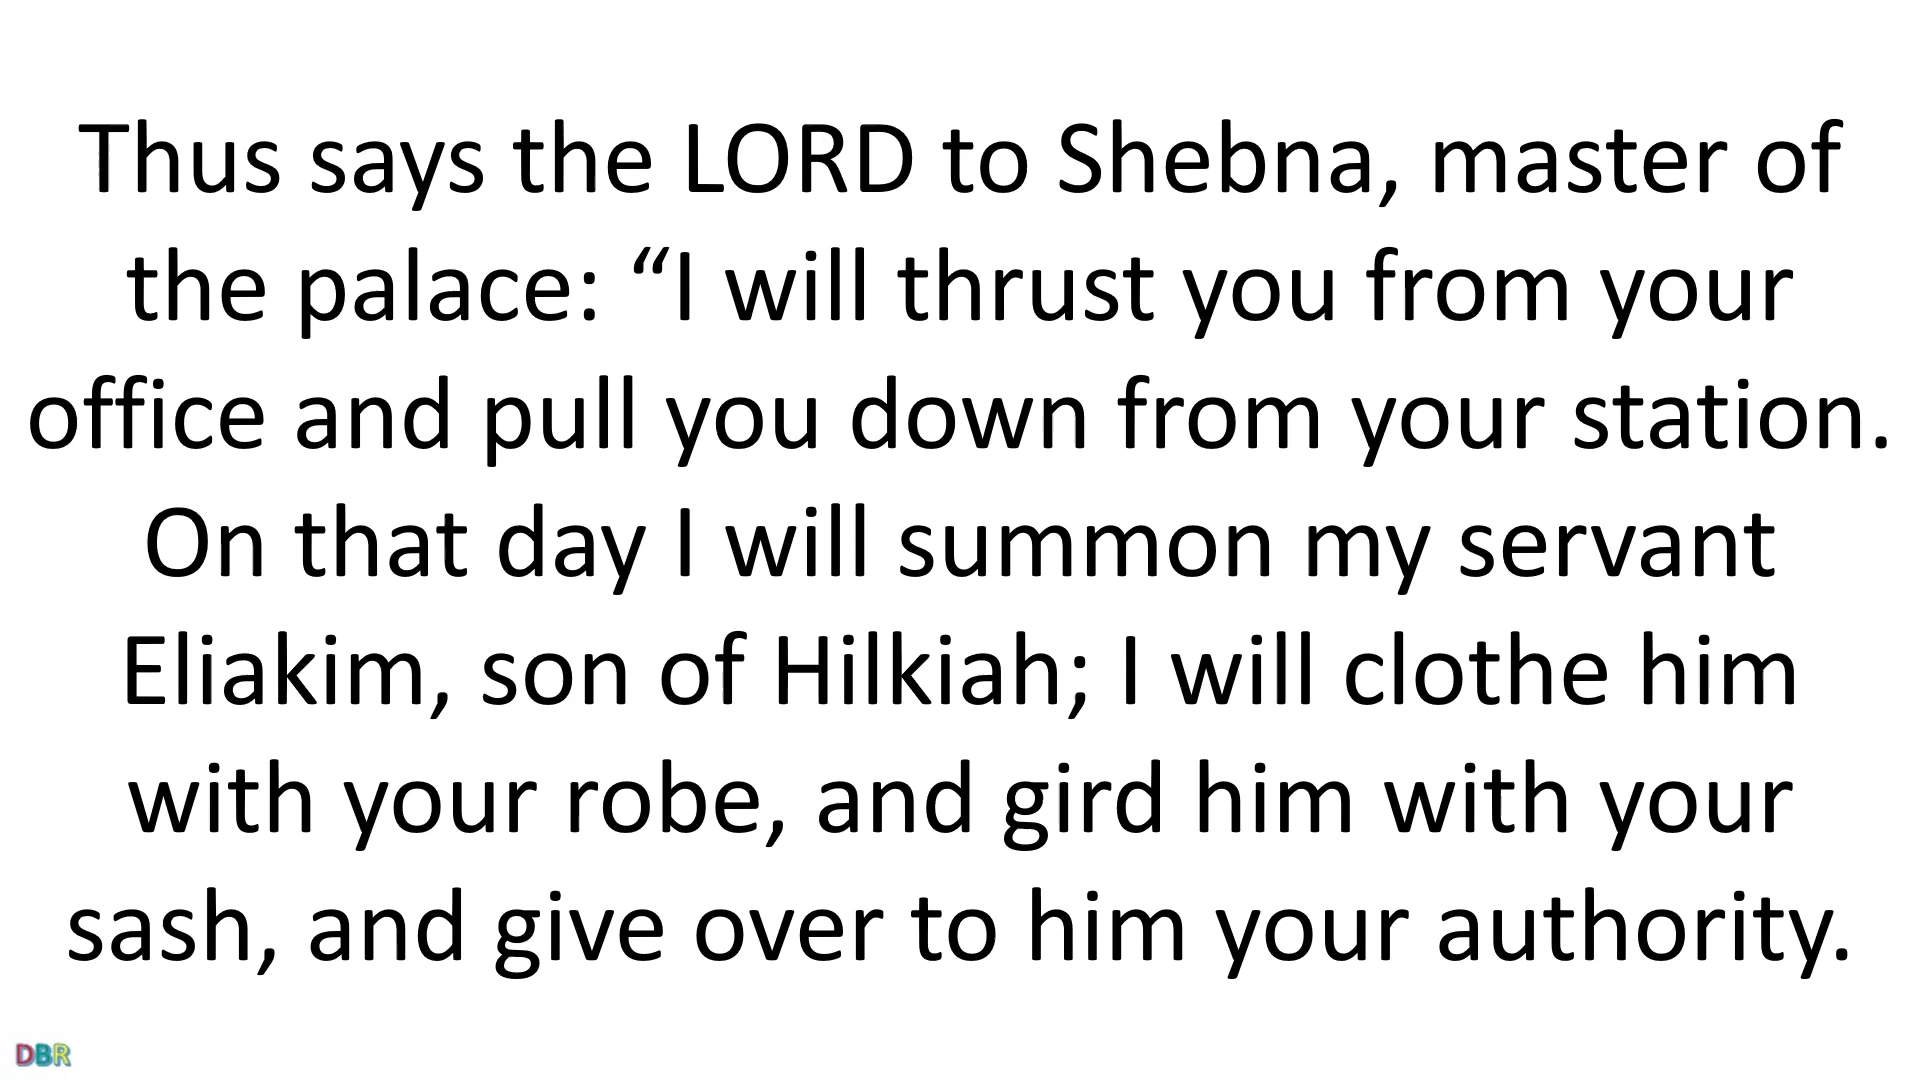 Thus says the LORD to Shebna, master of
the palace: “I will thrust you from your
office and pull you down from your station.
On that day I will summon my servant
Eliakim, son of Hilkiah; I will clothe him
with your robe, and gird him with your
sash, and give over to him your authority.
DBR